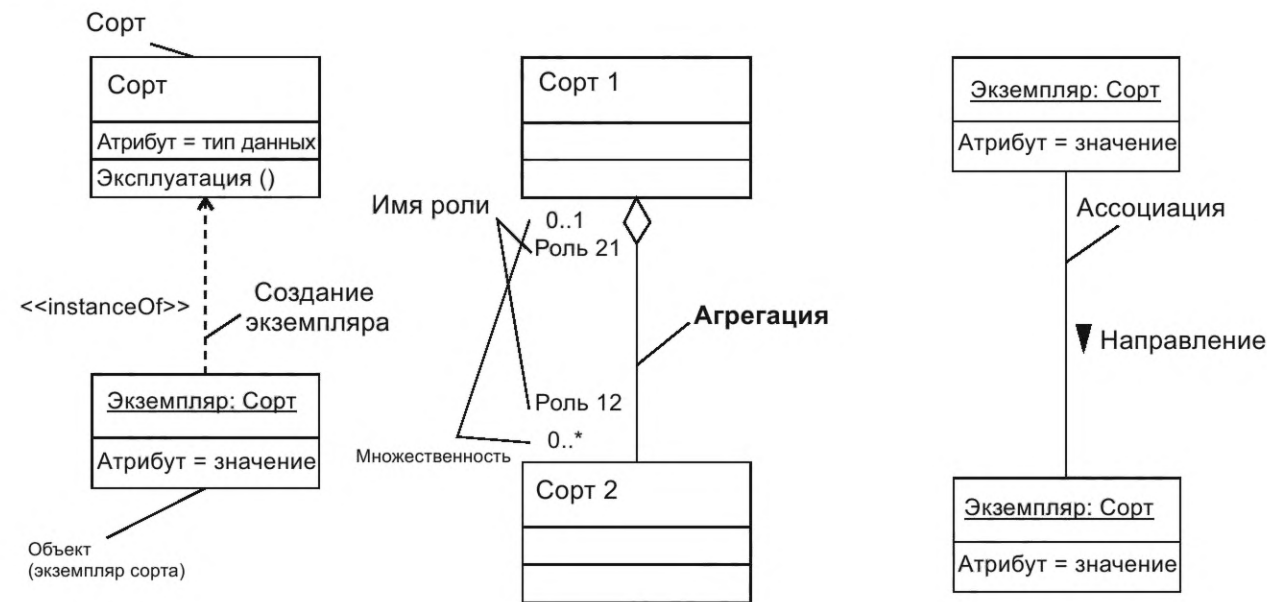 Сорт
Сорт
Атрибут = тип данных
Эксплуатация ()
<<instanceOf>>
Создание
экземпляра
Экземпляр: Сорт
Атрибут = значение
Объект
(экземпляр сорта)
Сорт 1
Имя роли
0..1
Роль 21
Агрегация
Роль 12
0..*
Множественность
Сорт 2
Экземпляр: Сорт
Атрибут = значение
Ассоциация
Направление
Экземпляр: Сорт
Атрибут = значение